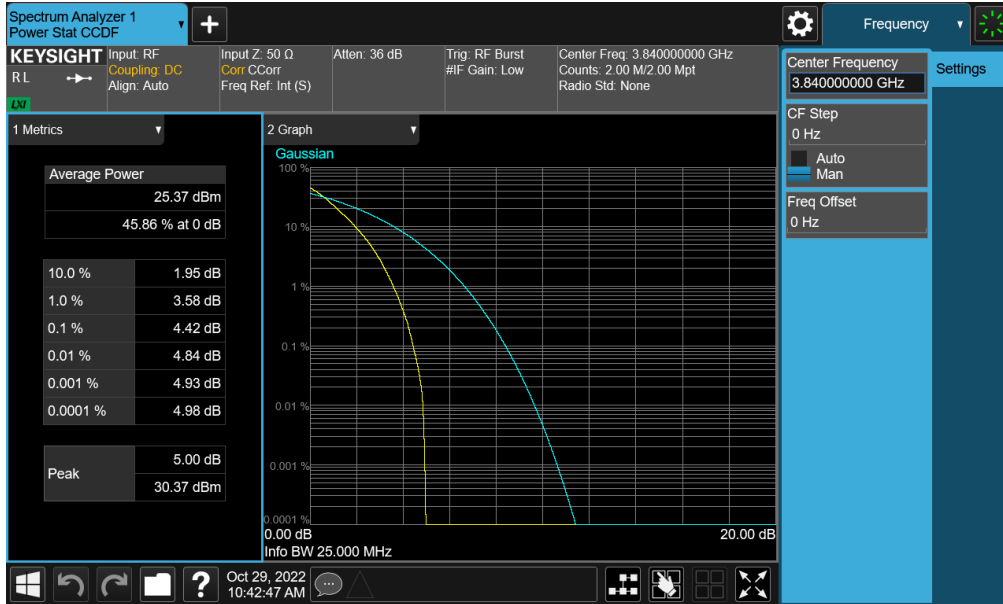 Spectrum Analyzer 1
Power Stat CCDF
Frequency
KEYSIGHT
R L
LXI
Input: RF
Coupling: DC
Align: Auto
Input Z: 50 Ω
Corr CCorr
Freq Ref: Int (S)
Atten: 36 dB
Trig: RF Burst
#IF Gain: Low
Center Freq: 3.840000000 GHz
Counts: 2.00 M/2.00 Mpt
Radio Std: None
Center Frequency
3.840000000 GHz
Settings
CF Step
0 Hz
Auto
Man
Freq Offset
0 Hz
1 Metrics
Average Power
25.37 dBm
45.86 % at 0 dB
10.0 % 1.95 dB
1.0 % 3.58 dB
0.1 % 4.42 dB
0.01 % 4.84 dB
0.001 % 4.93 dB
0.0001 % 4.98 dB
Peak
5.00 dB
30.37 dBm
2 Graph
Gaussian
100 %
10 %
1 %
0.1 %
0.01 %
0.001 %
0.0001 %
0.00 dB 20.00 dB
Info BW 25.000 MHz
?
Oct 29, 2022
10:42:47 AM